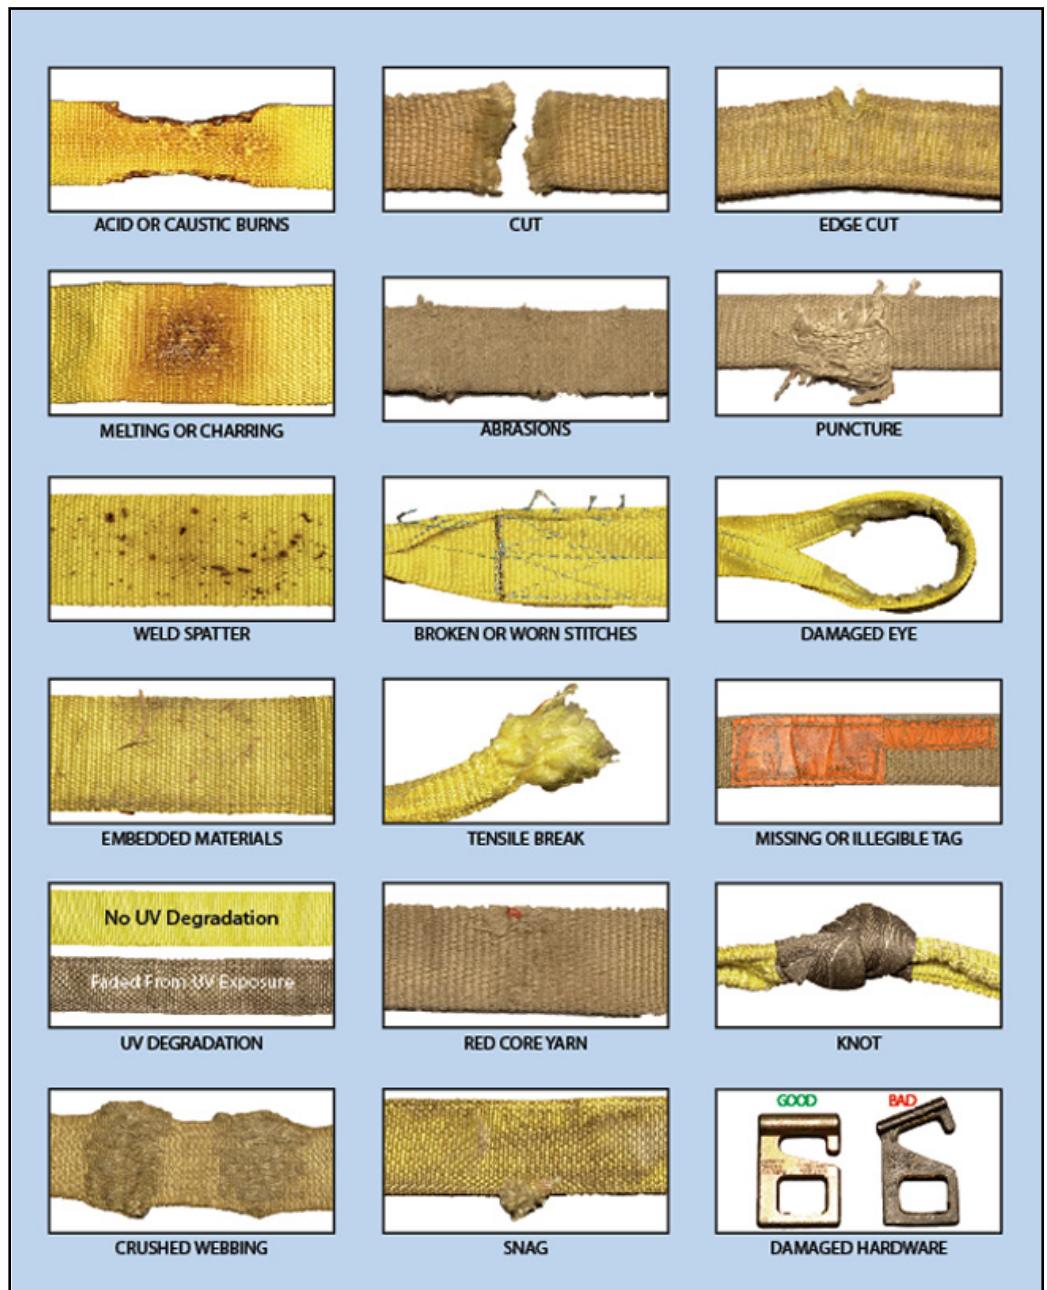 ACID OR CAUSTIC BURNS
CUT
EDGE CUT
MELTING OR CHARRING
ABRASIONS
PUNCTURE
WELD SPATTER
BROKEN OR WORN STITCHES
DAMAGED EYE
EMBEDDED MATERIALS
TENSILE BREAK
MISSING OR ILLEGIBLE TAG
No UV Degradation
Faded From UV Exposure
UV DEGRADATION
RED CORE YARN
KNOT
GOOD
BAD
CRUSHED WEBBING
SNAG
DAMAGED HARDWARE